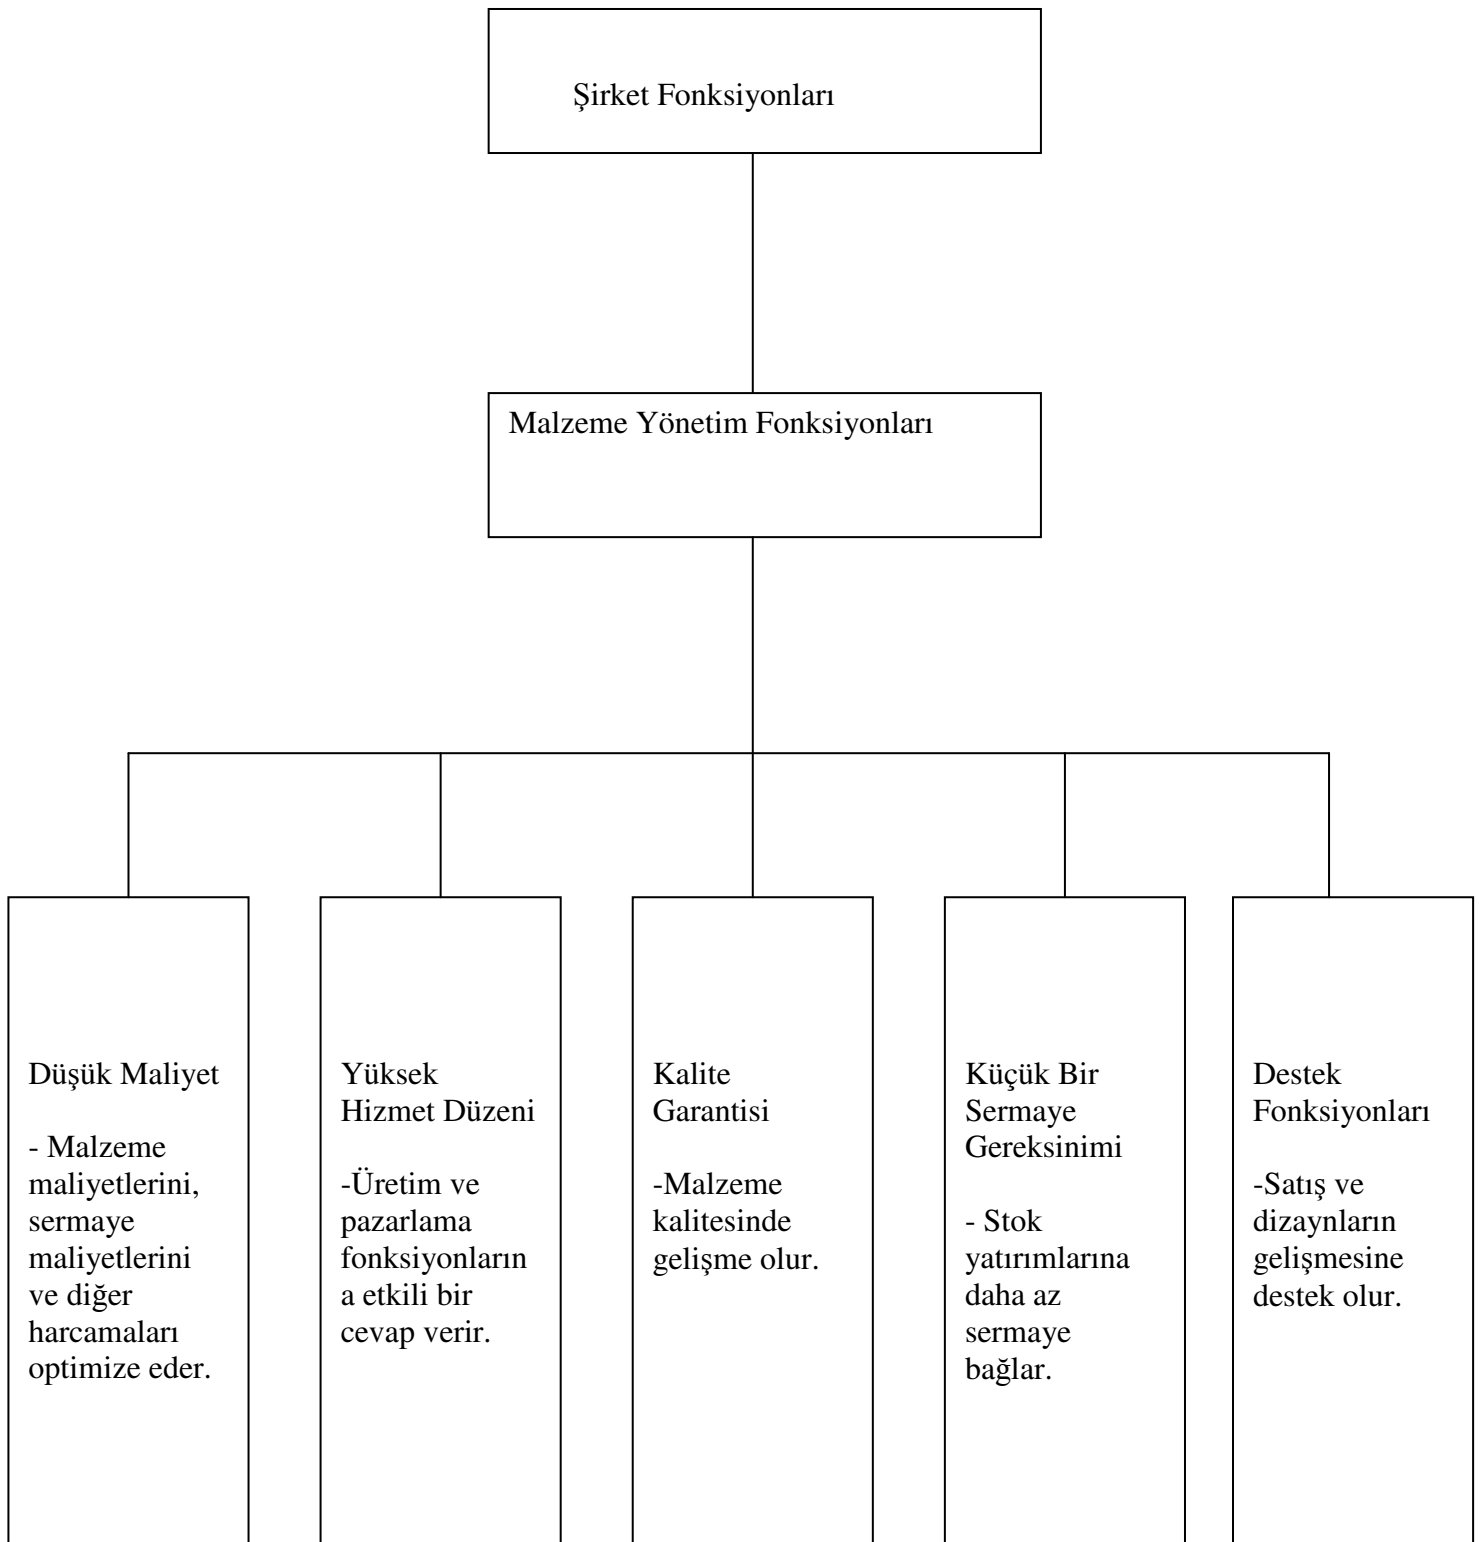 Şirket Fonksiyonları
Malzeme Yönetim Fonksiyonları
Düşük Maliyet
- Malzeme
maliyetlerini,
sermaye
maliyetlerini
ve diğer
harcamaları
optimize eder.
Yüksek
Hizmet Düzeni
-Üretim ve
pazarlama
fonksiyonların
a etkili bir
cevap verir.
Kalite
Garantisi
-Malzeme
kalitesinde
gelişme olur.
Küçük Bir
Sermaye
Gereksinimi
- Stok
yatırımlarına
daha az
sermaye
bağlar.
Destek
Fonksiyonları
-Satış ve
dizaynların
gelişmesine
destek olur.